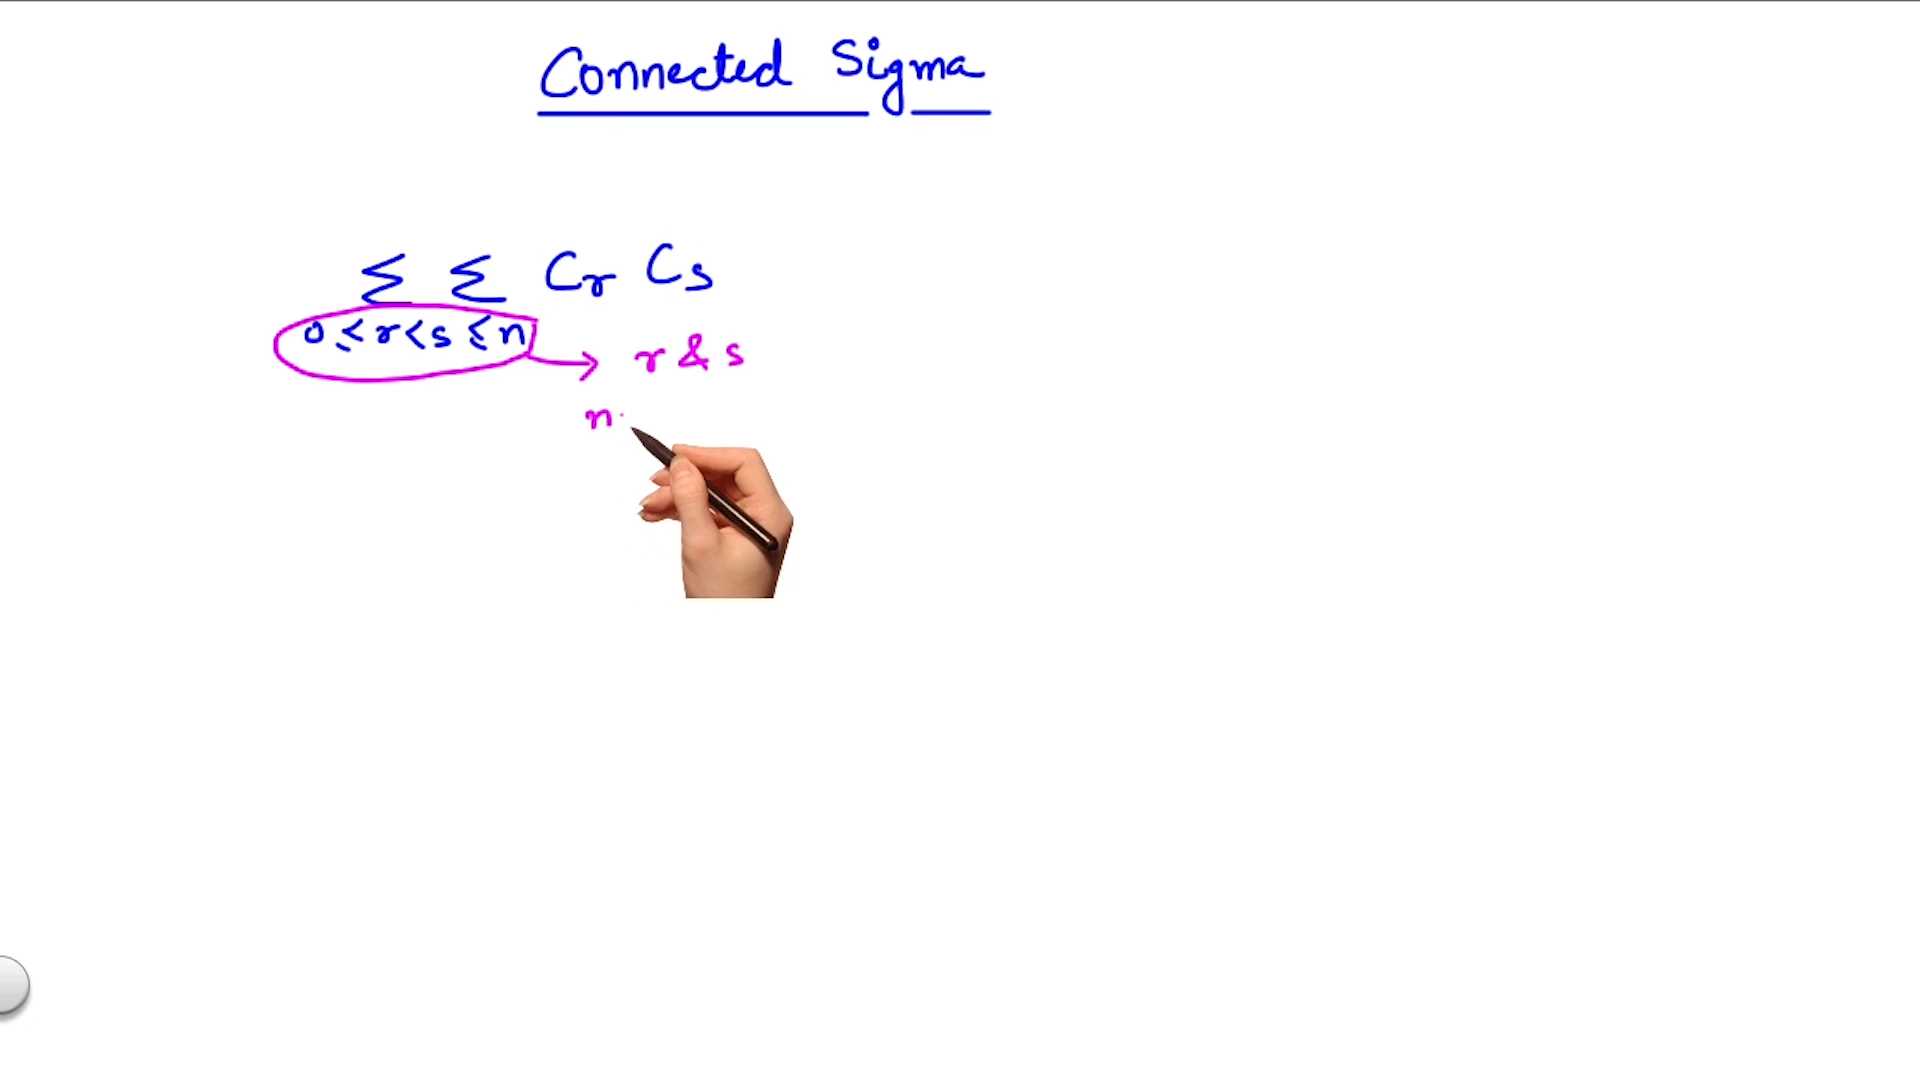 Connected Sigma
Σ Σ Cr Cs
0≤r<s≤n → r & s
n